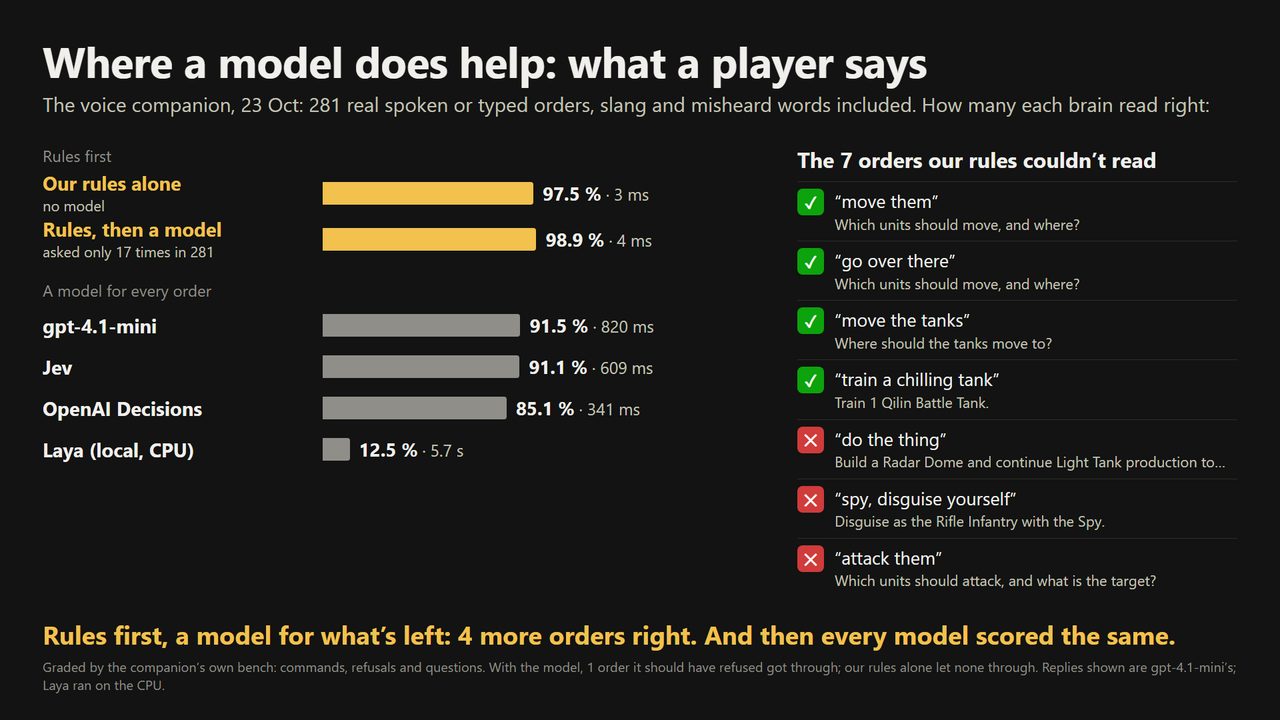 Where a model does help: what a player says
The voice companion, 23 Oct: 281 real spoken or typed orders, slang and misheard words included. How many each brain read right:
Rules first
Our rules alone
no model
97.5 % · 3 ms
Rules, then a model
asked only 17 times in 281
98.9 % · 4 ms
A model for every order
gpt-4.1-mini
91.5 % · 820 ms
Jev
91.1 % · 609 ms
OpenAI Decisions
85.1 % · 341 ms
Laya (local, CPU)
12.5 % · 5.7 s
The 7 orders our rules couldn’t read
“move them”
Which units should move, and where?
“go over there”
Which units should move, and where?
“move the tanks”
Where should the tanks move to?
“train a chilling tank”
Train 1 Qilin Battle Tank.
“do the thing”
Build a Radar Dome and continue Light Tank production to...
“spy, disguise yourself”
Disguise as the Rifle Infantry with the Spy.
“attack them”
Which units should attack, and what is the target?
Rules first, a model for what’s left: 4 more orders right. And then every model scored the same.
Graded by the companion’s own bench: commands, refusals and questions. With the model, 1 order it should have refused got through; our rules alone let none through. Replies shown are gpt-4.1-mini’s;
Laya ran on the CPU.